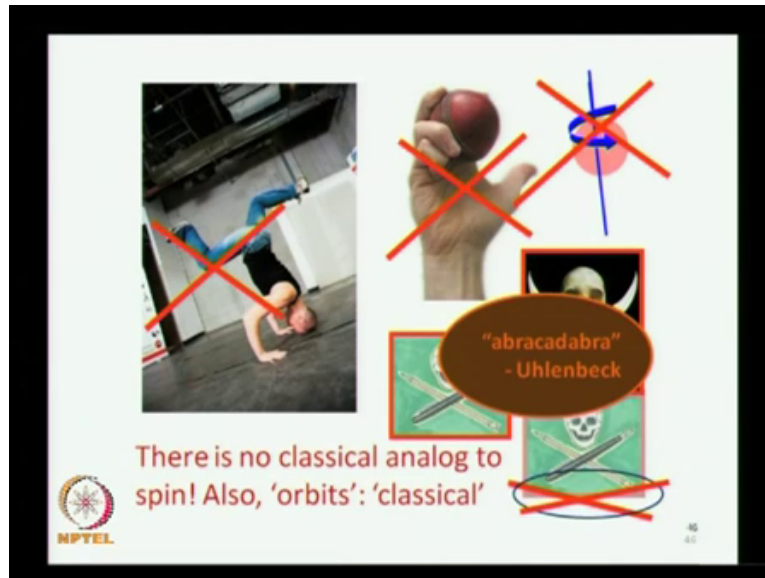 "abracadabra"
- Uhlenbeck
There is no classical analog to
spin! Also, 'orbits': 'classical'
NPTEL
46